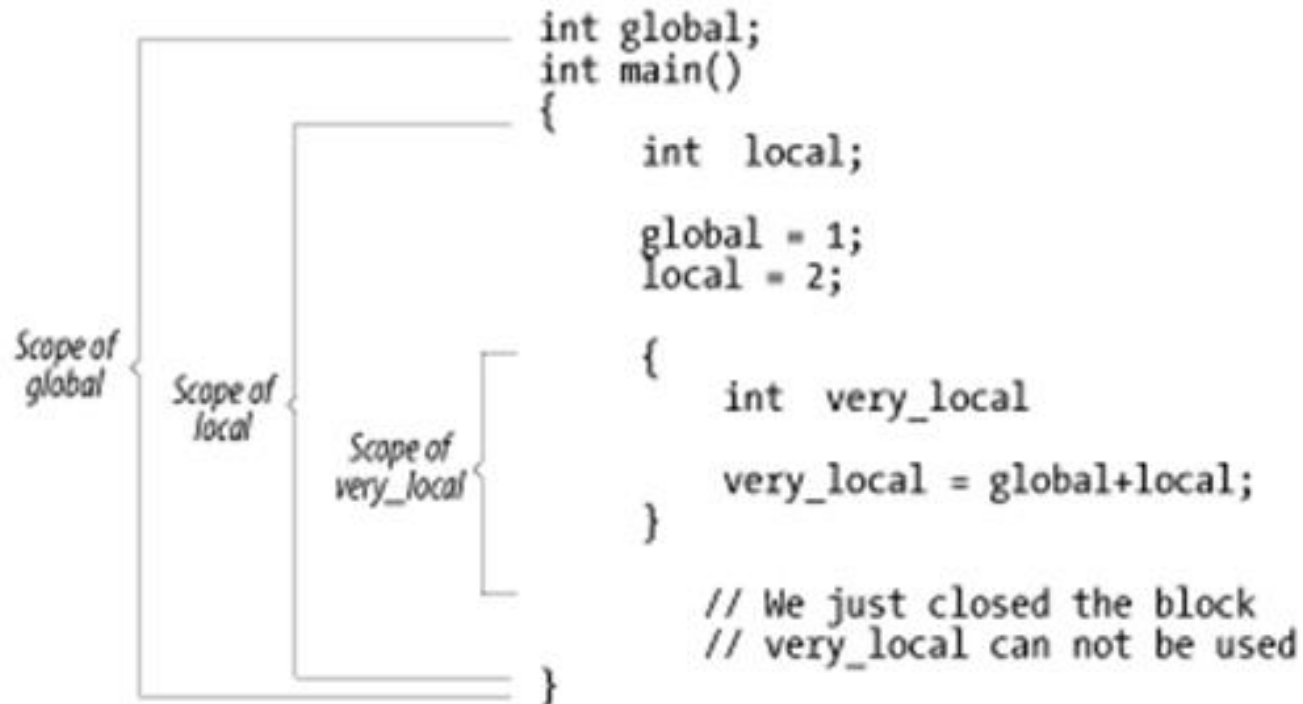 int global;
int main()
{
int local;
global = 1;
local = 2;
{
int very_local
very_local = global+local;
}
// We just closed the block
// very_local can not be used
}
Scope of
global
Scope of
local
Scope of
very_local